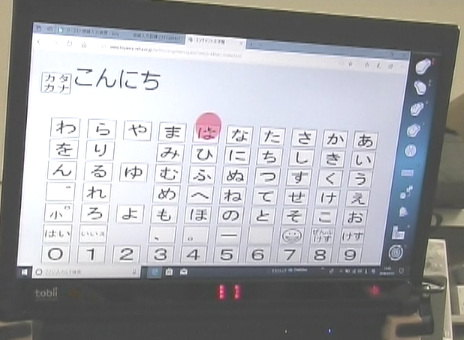 カタカナ こんにち
わ ら や ま は な た さ か あ
を り み ひ に ち し き い
ん る ゆ む ふ ぬ つ す く う
゛ れ め へ ね て せ け え
小 ゜ ろ よ も ほ の と そ こ お
はい いいえ 、 。 ー ぜんぶけす けす
0 1 2 3 4 5 6 7 8 9
tobii